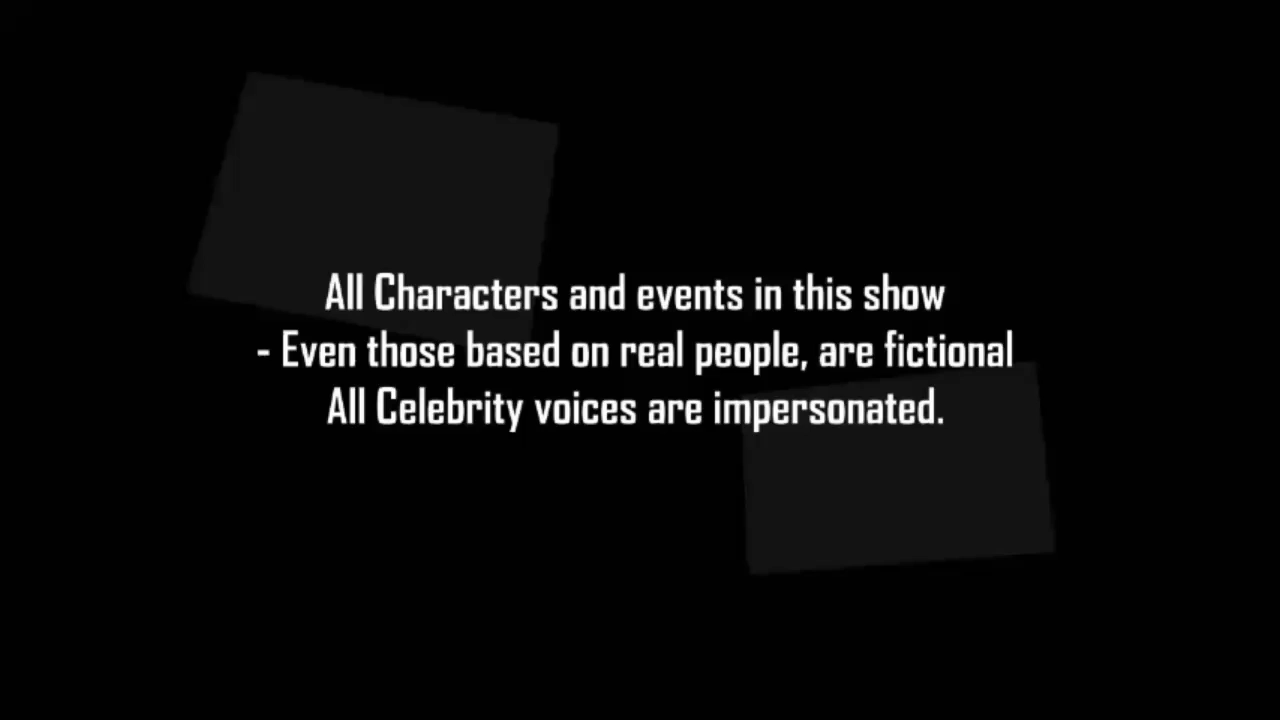 All Characters and events in this show
- Even those based on real people, are fictional
All Celebrity voices are impersonated.